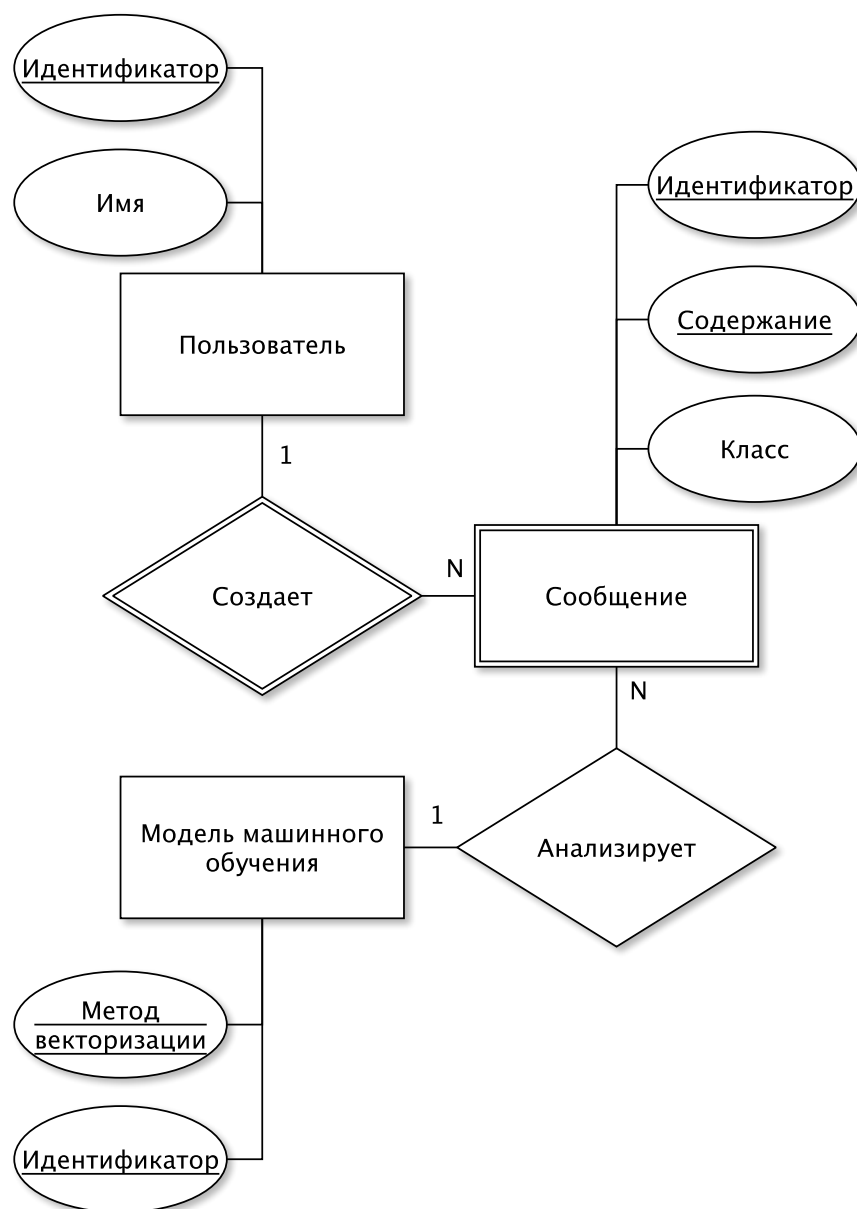 Идентификатор
Имя
Пользователь
1
Идентификатор
Содержание
Класс
Создает
N
Сообщение
N
Модель машинного
обучения
1
Анализирует
Метод
векторизации
Идентификатор